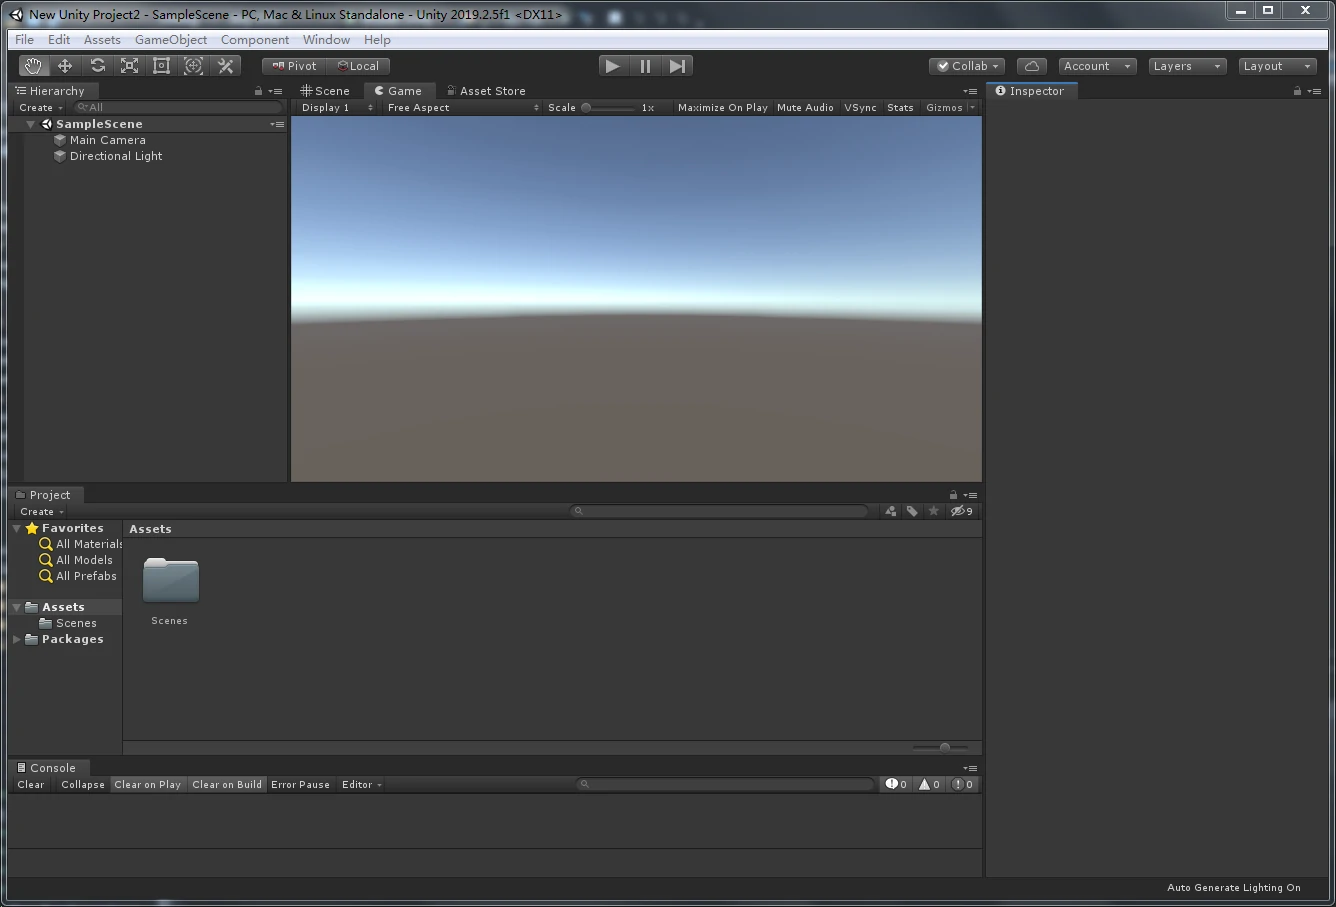 New Unity Project2 - SampleScene - PC, Mac & Linux Standalone - Unity 2019.2.5f1 <DX11>
File Edit Assets GameObject Component Window Help
Pivot Local Collab Account Layers Layout
Hierarchy
Create All
SampleScene
Main Camera
Directional Light
Scene Game Asset Store
Display 1 Free Aspect Scale 1x Maximize On Play Mute Audio VSync Stats Gizmos
Inspector
Project
Create 9
Favorites
All Materials
All Models
All Prefabs
Assets
Scenes
Packages
Assets
Scenes
Console
Clear Collapse Clear on Play Clear on Build Error Pause Editor 0 0 0
Auto Generate Lighting On